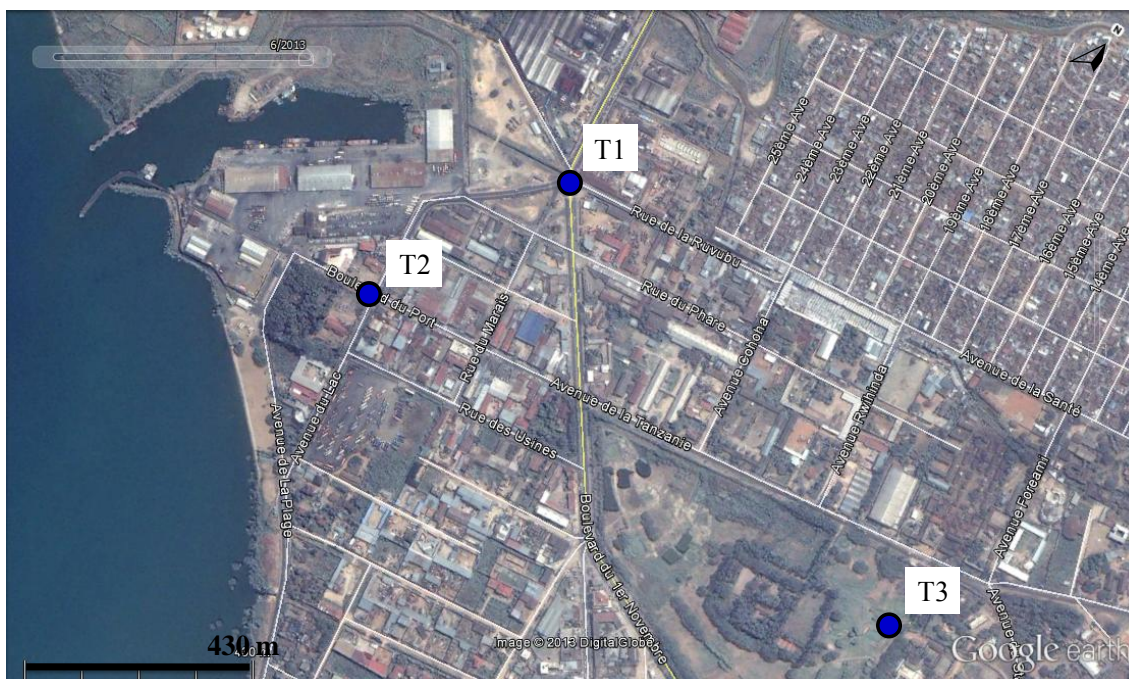 6/2013
N
T1
T2
T3
25ème Ave
24ème Ave
23ème Ave
22ème Ave
21ème Ave
20ème Ave
19ème Ave
18ème Ave
17ème Ave
16ème Ave
15ème Ave
14ème Ave
Rue de la Ruvubu
Rue du Phare
Boulevard du Port
Rue du Marais
Avenue de la Tanzanie
Avenue Cohoha
Avenue Rwihinda
Avenue de la Santé
Avenue Foreami
Avenue du Lac
Rue des Usines
Avenue de La Plage
Boulevard du 1er Novembre
430 m
Image © 2013 DigitalGlobe
Google earth